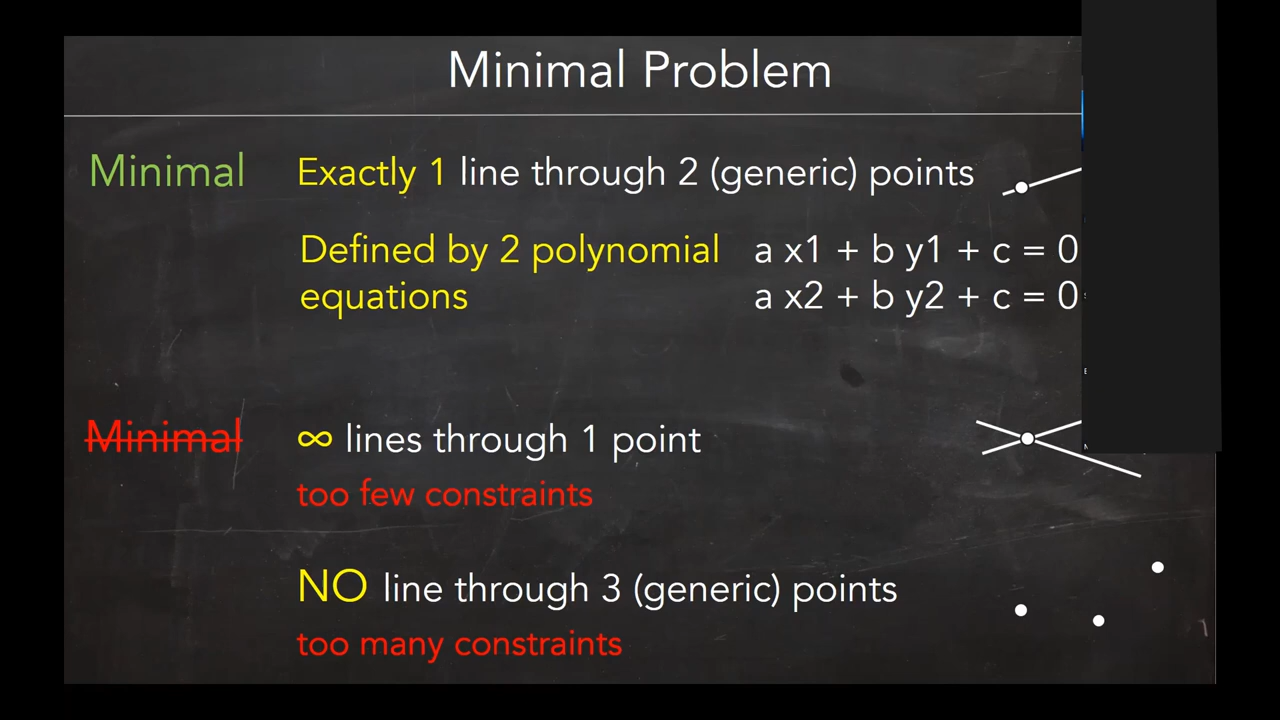 Minimal Problem
Minimal
Exactly 1 line through 2 (generic) points
Defined by 2 polynomial
equations
a x1 + b y1 + c = 0
a x2 + b y2 + c = 0
Minimal
∞ lines through 1 point
too few constraints
NO line through 3 (generic) points
too many constraints